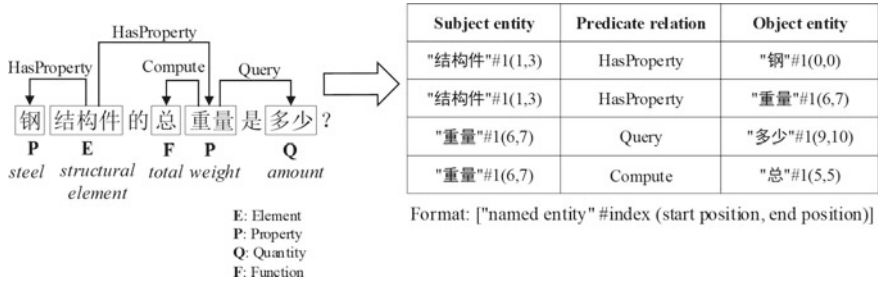 HasProperty
HasProperty
Compute
Query
钢 结构件 的 总 重量 是 多少 ?
P E F P Q
steel structural total weight amount
element
E: Element
P: Property
Q: Quantity
F: Function
Subject entity Predicate relation Object entity
"结构件"#1(1,3) HasProperty "钢"#1(0,0)
"结构件"#1(1,3) HasProperty "重量"#1(6,7)
"重量"#1(6,7) Query "多少"#1(9,10)
"重量"#1(6,7) Compute "总"#1(5,5)
Format: ["named entity" #index (start position, end position)]